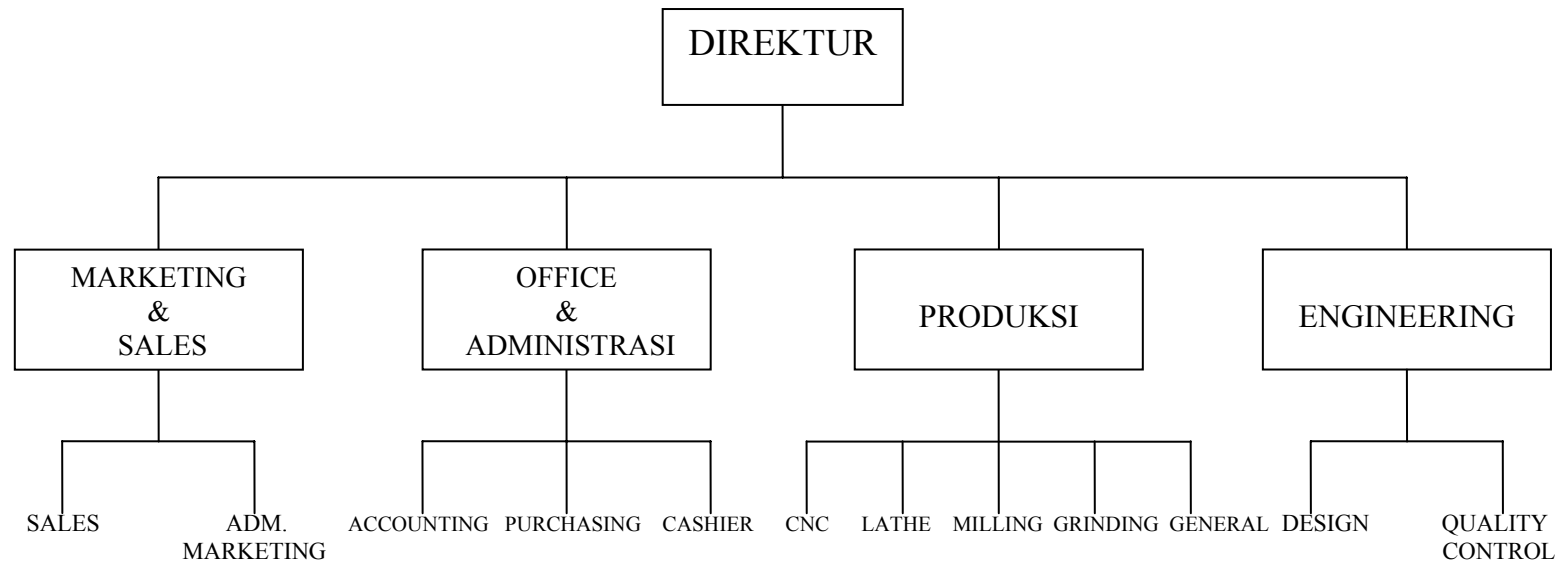 DIREKTUR
MARKETING
&
SALES
OFFICE
&
ADMINISTRASI
PRODUKSI
ENGINEERING
SALES
ADM.
MARKETING
ACCOUNTING
PURCHASING
CASHIER
CNC
LATHE
MILLING
GRINDING
GENERAL
DESIGN
QUALITY
CONTROL